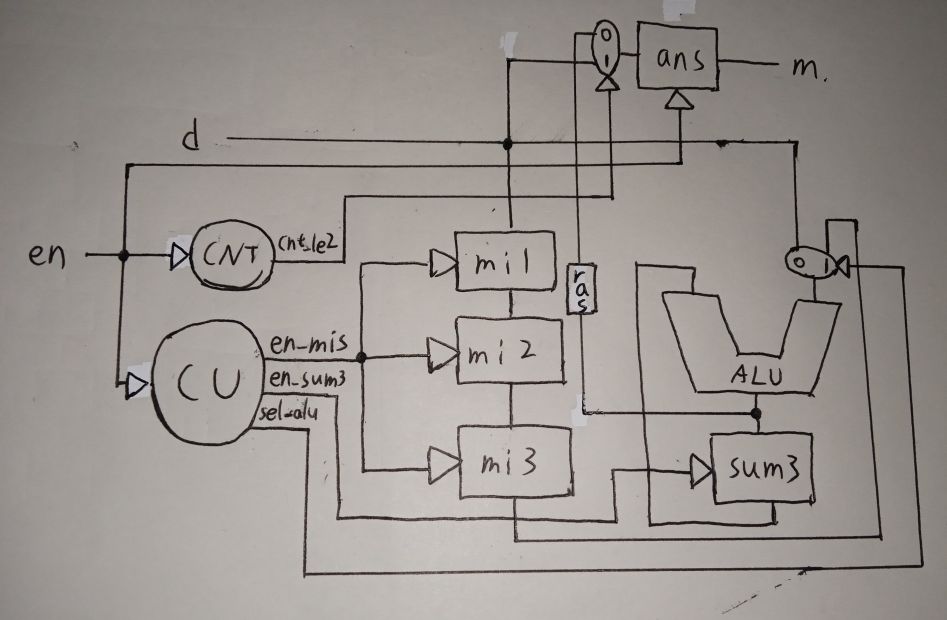 0
1
ans
m.
d
en
CNT
cnt_le2
mi1
ras
0 1
CU
en_mis
en_sum3
sel_alu
mi2
ALU
mi3
sum3